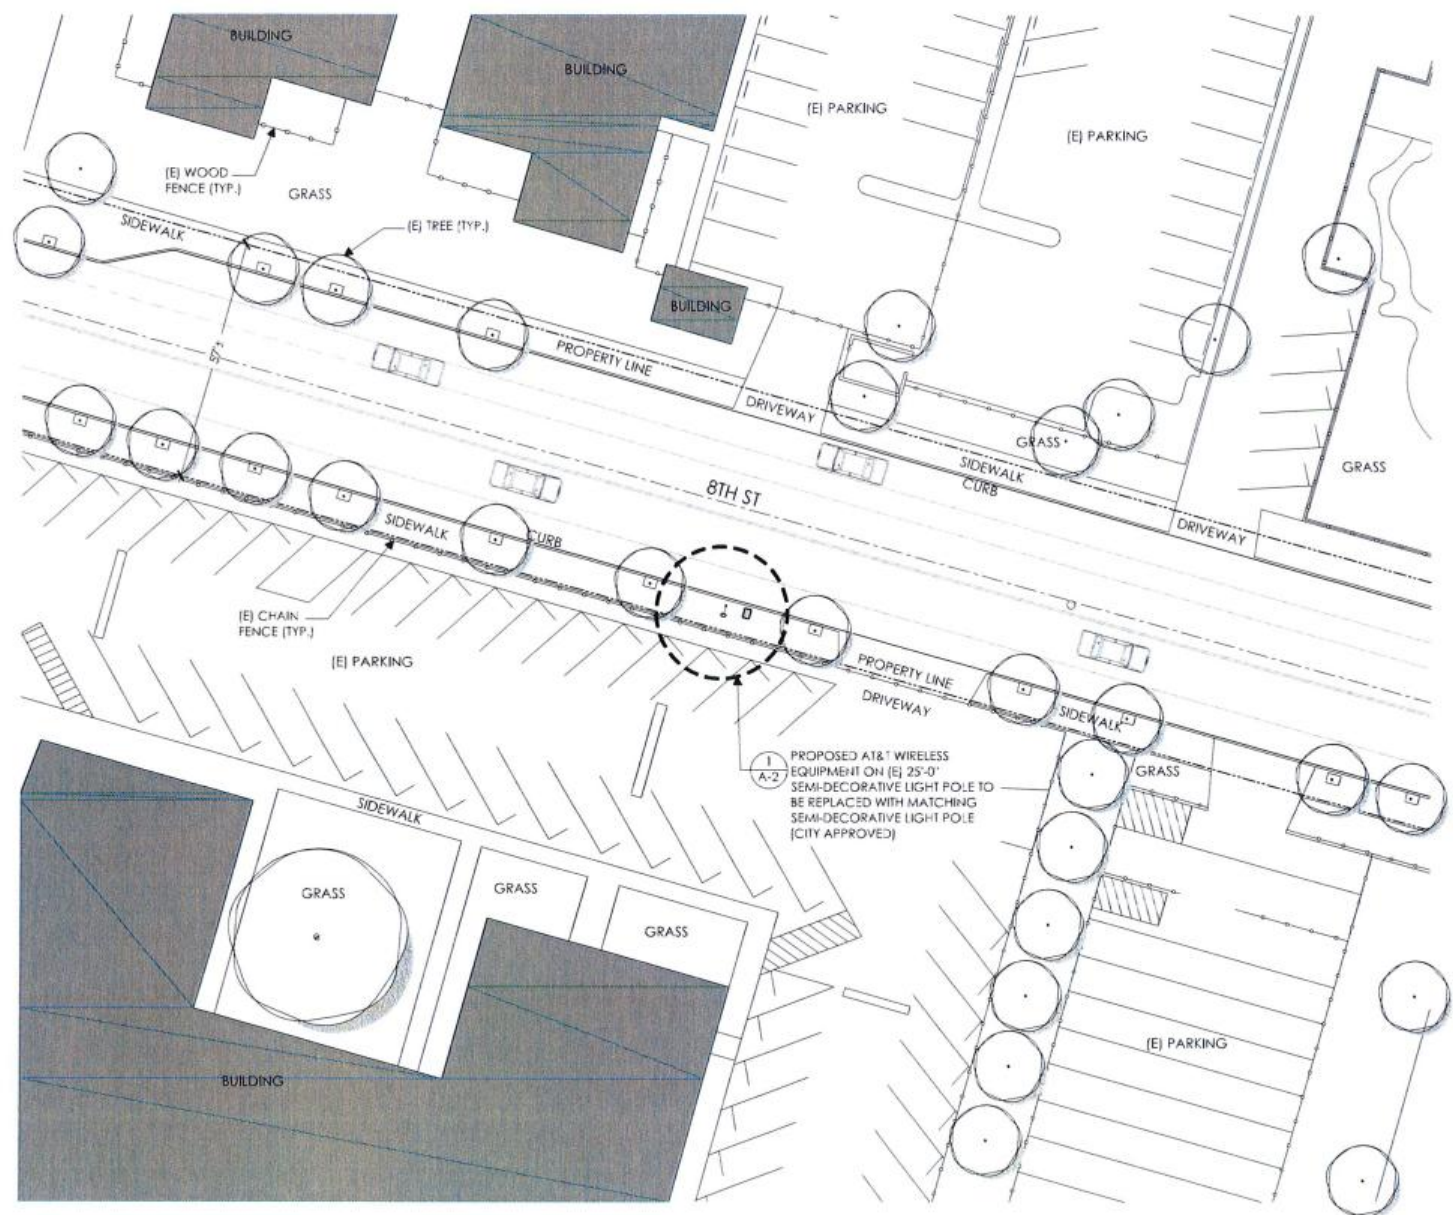 BUILDING
BUILDING
(E) PARKING
(E) PARKING
(E) WOOD
FENCE (TYP.)
GRASS
SIDEWALK
(E) TREE (TYP.)
BUILDING
PROPERTY LINE
DRIVEWAY
GRASS
SIDEWALK
CURB
GRASS
DRIVEWAY
8TH ST
SIDEWALK
CURB
(E) CHAIN
FENCE (TYP.)
(E) PARKING
PROPERTY LINE
DRIVEWAY
SIDEWALK
GRASS
1
A-2
PROPOSED AT&T WIRELESS
EQUIPMENT ON (E) 25'-0"
SEMI-DECORATIVE LIGHT POLE TO
BE REPLACED WITH MATCHING
SEMI-DECORATIVE LIGHT POLE
(CITY APPROVED)
SIDEWALK
GRASS
GRASS
GRASS
(E) PARKING
BUILDING